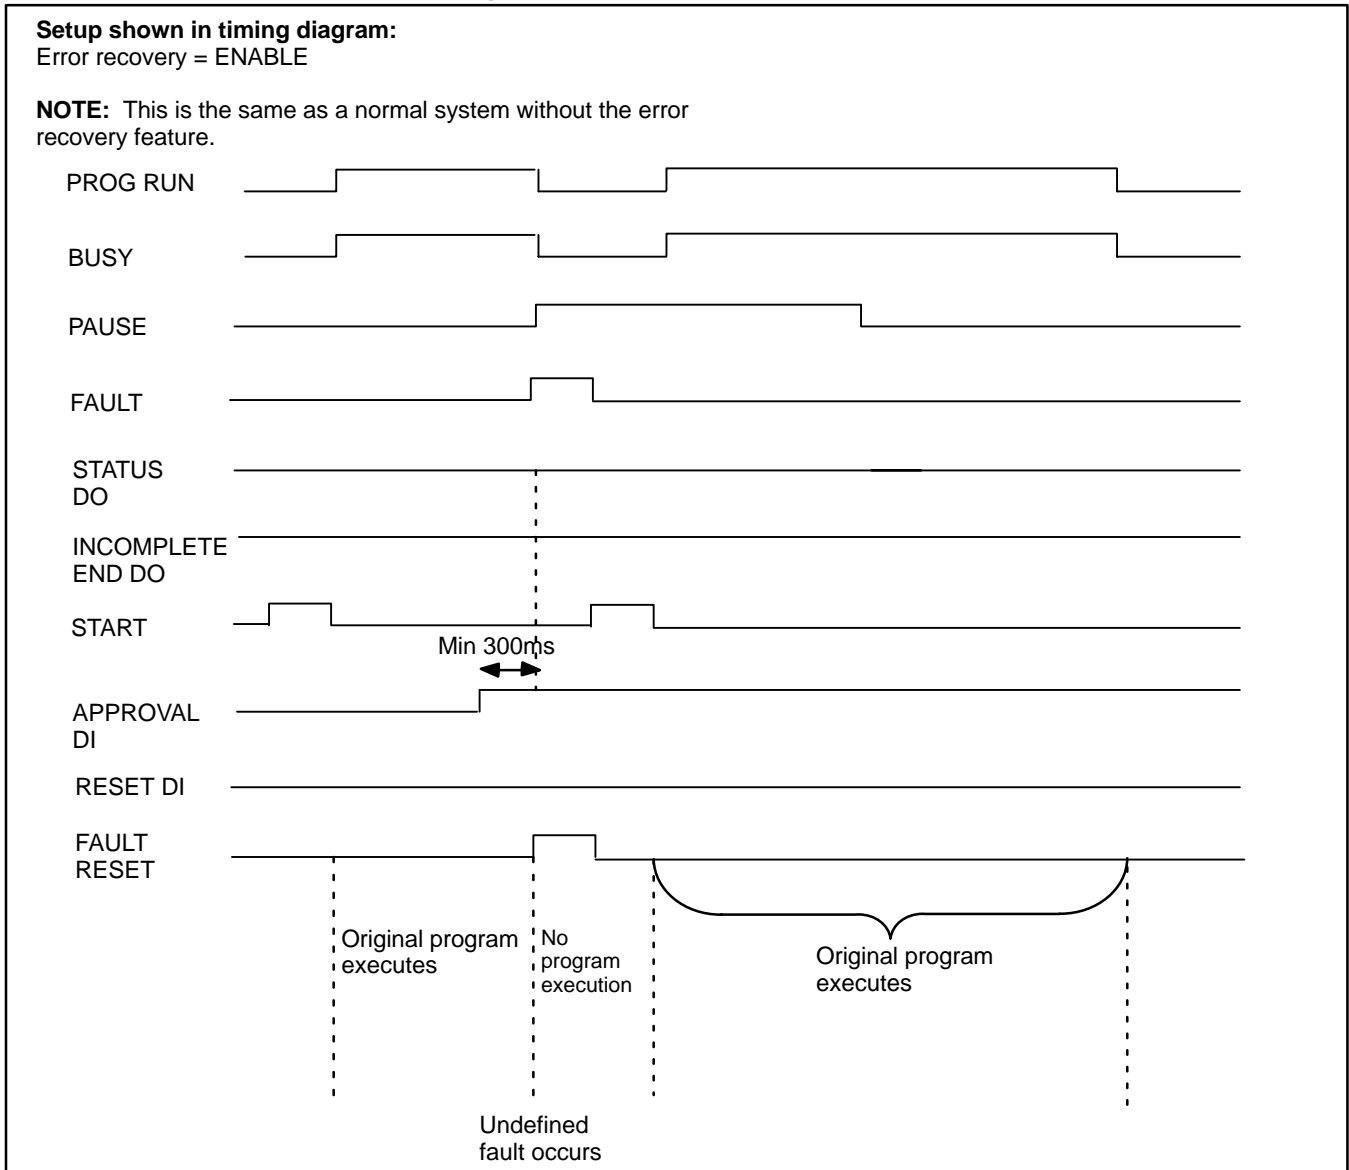 Setup shown in timing diagram:
Error recovery = ENABLE
NOTE: This is the same as a normal system without the error
recovery feature.
PROG RUN
BUSY
PAUSE
FAULT
STATUS
DO
INCOMPLETE
END DO
START
Min 300ms
APPROVAL
DI
RESET DI
FAULT
RESET
Original program
executes
No
program
execution
Original program
executes
Undefined
fault occurs